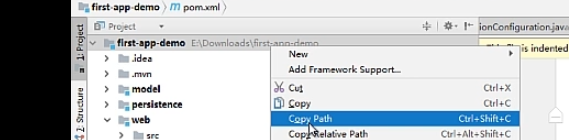 first-app-demo
pom.xml
Project
ionConfiguration.java
first-app-demo E:\Downloads\first-app-demo
is indented
.idea
.mvn
model
persistence
web
src
New
Add Framework Support...
Cut Ctrl+X
Copy Ctrl+C
Copy Path Ctrl+Shift+C
Copy Relative Path Ctrl+Alt+Shift+C
1: Project
2: Structure